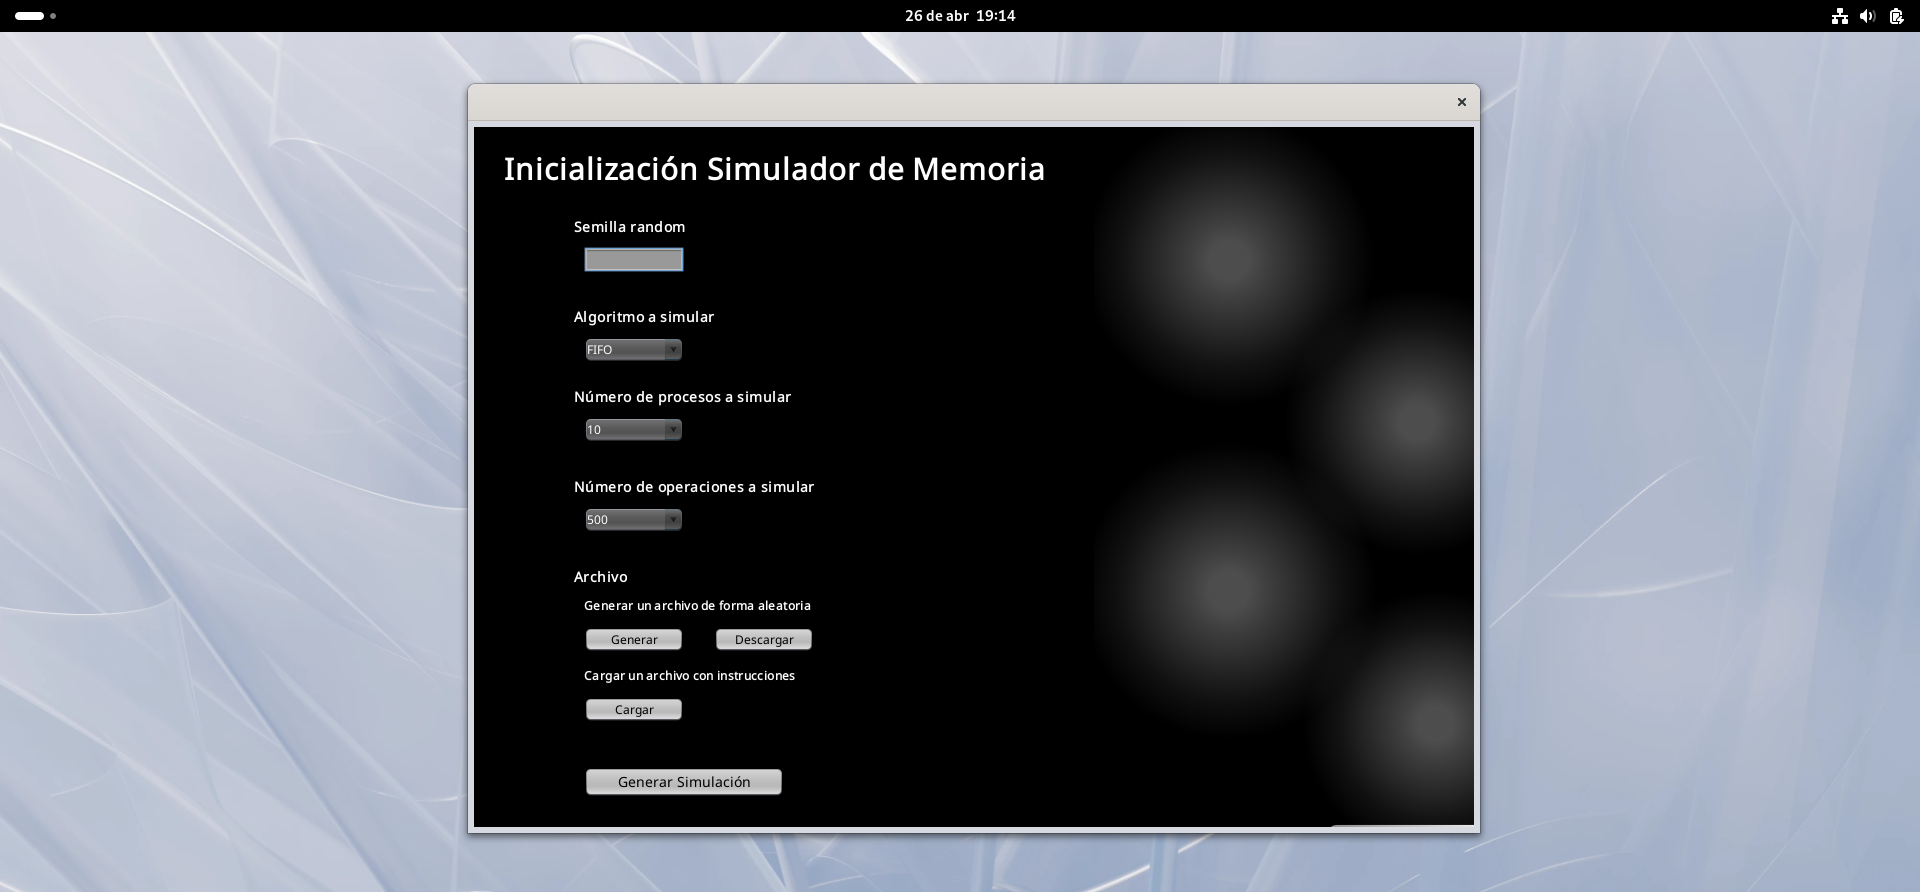 26 de abr 19:14
Inicialización Simulador de Memoria
Semilla random
Algoritmo a simular
FIFO
Número de procesos a simular
10
Número de operaciones a simular
500
Archivo
Generar un archivo de forma aleatoria
Generar Descargar
Cargar un archivo con instrucciones
Cargar
Generar Simulación